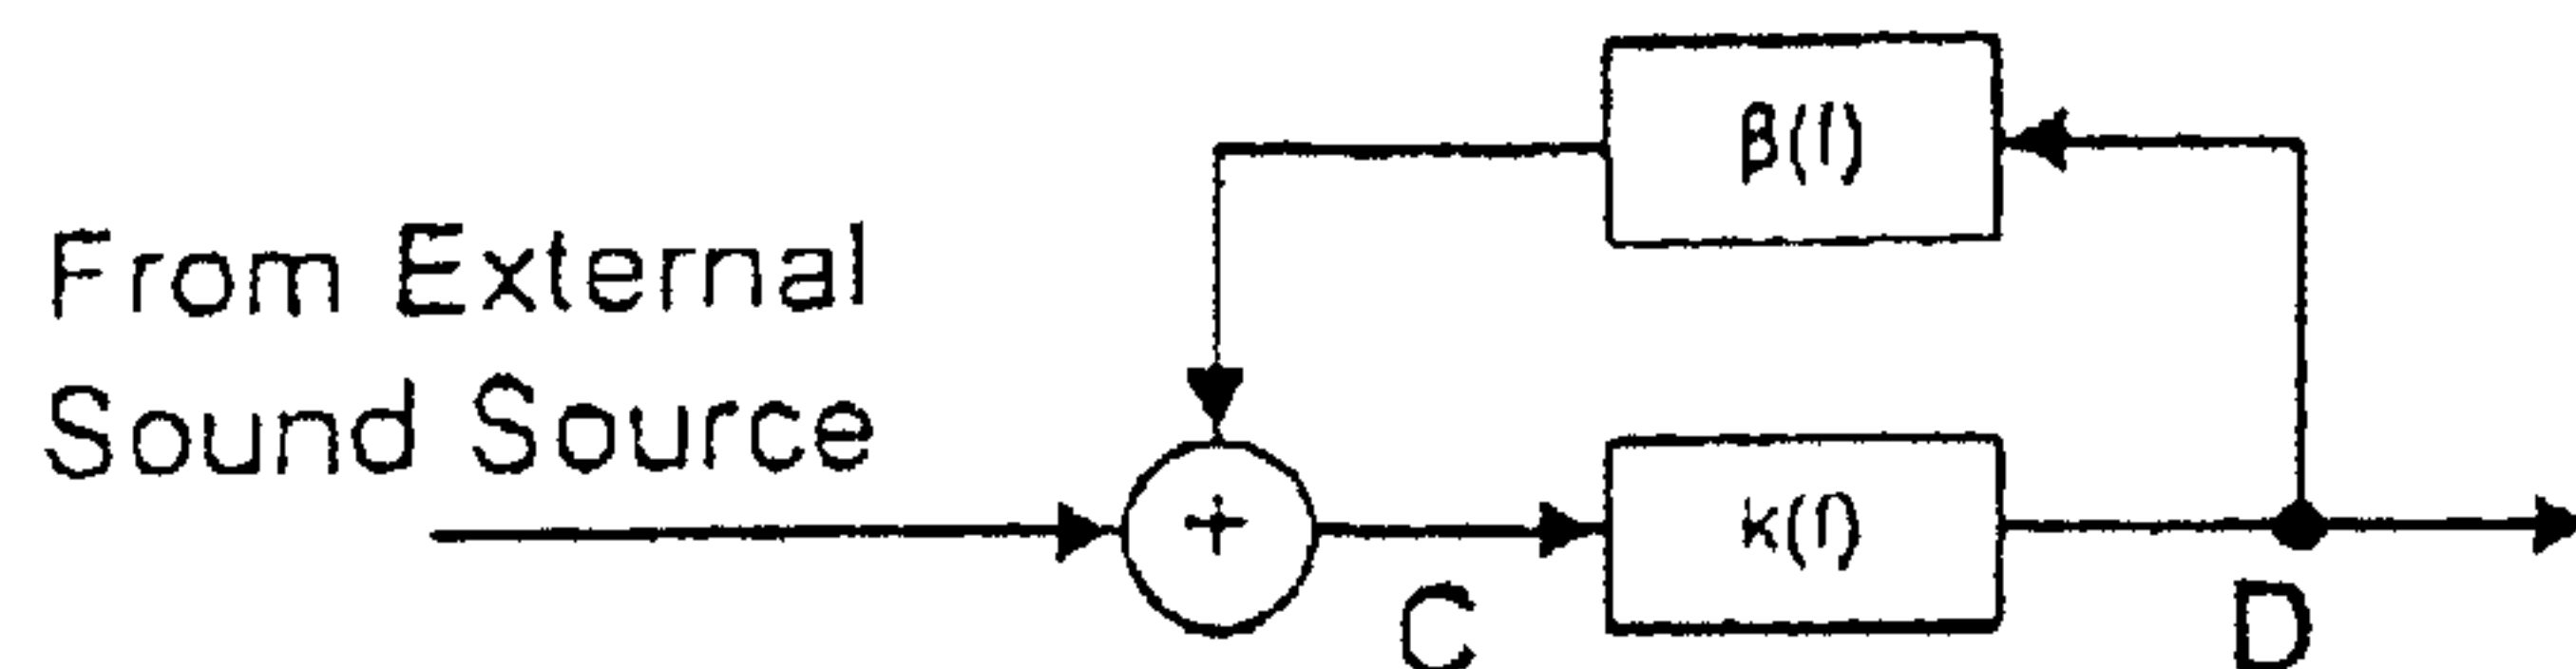 β(f)
From External
Sound Source
+
k(f)
C
D